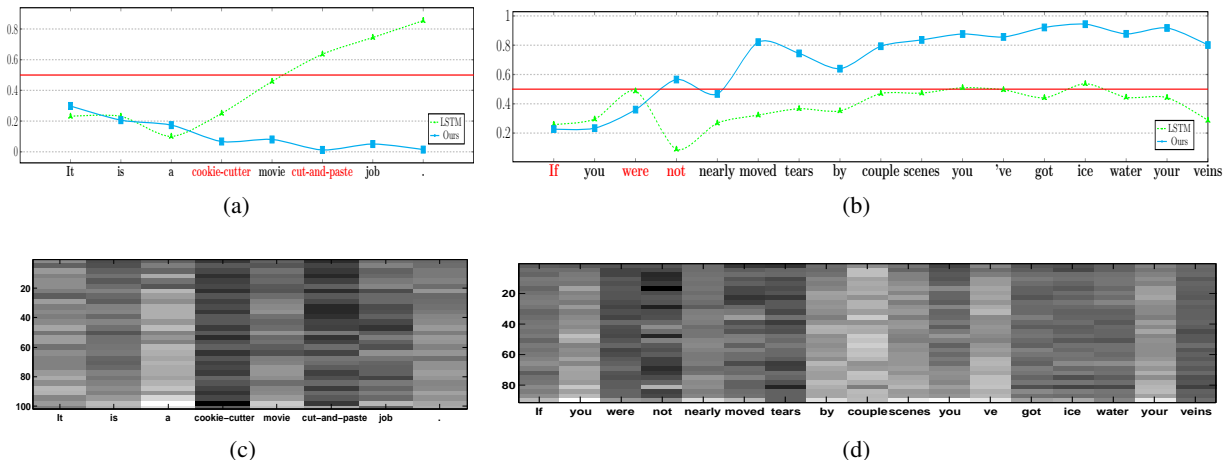 0.8
0.6
0.4
0.2
0
LSTM
Ours
It is a cookie-cutter movie cut-and-paste job .
(a)
1
0.8
0.6
0.4
0.2
LSTM
Ours
If you were not nearly moved tears by couple scenes you 've got ice water your veins
(b)
20
40
60
80
100
It is a cookie-cutter movie cut-and-paste job .
(c)
20
40
60
80
If you were not nearly moved tears by couple scenes you ve got ice water your veins
(d)